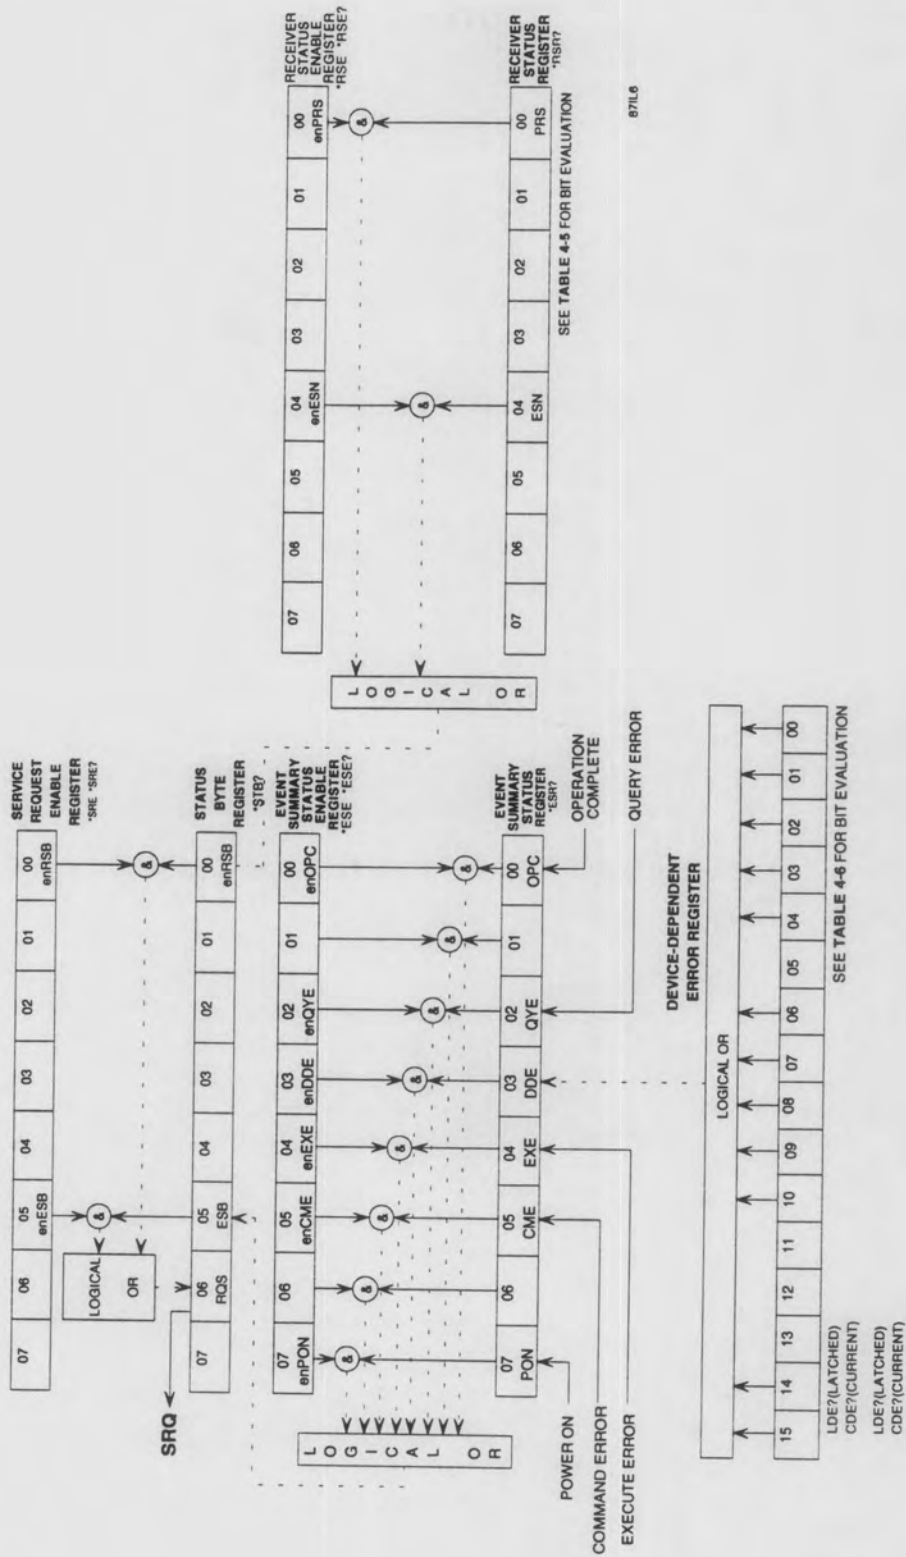 SERVICE
REQUEST
ENABLE
REGISTER
*SRE *SRE?
07
06
05
enESB
04
03
02
01
00
enRSB
LOGICAL
OR
&
&
SRQ
07
06
RQS
05
ESB
04
03
02
01
00
enRSB
STATUS
BYTE
REGISTER
*STB?
EVENT
SUMMARY
STATUS
ENABLE
REGISTER
*ESE *ESE?
07
enPON
06
05
enCME
04
enEXE
03
enDDE
02
enQYE
01
00
enOPC
&
&
&
&
&
&
&
&
LOGICAL OR
07
PON
06
05
CME
04
EXE
03
DDE
02
QYE
01
00
OPC
EVENT
SUMMARY
STATUS
REGISTER
*ESR?
POWER ON
COMMAND ERROR
EXECUTE ERROR
OPERATION
COMPLETE
QUERY ERROR
DEVICE-DEPENDENT
ERROR REGISTER
LOGICAL OR
15
14
13
12
11
10
09
08
07
06
05
04
03
02
01
00
LDE?(LATCHED)
CDE?(CURRENT)
LDE?(LATCHED)
CDE?(CURRENT)
SEE TABLE 4-6 FOR BIT EVALUATION
RECEIVER
STATUS
ENABLE
REGISTER
*RSE *RSE?
07
06
05
04
enESN
03
02
01
00
enPRS
&
&
LOGICAL OR
07
06
05
04
ESN
03
02
01
00
PRS
RECEIVER
STATUS
REGISTER
*RSR?
SEE TABLE 4-5 FOR BIT EVALUATION
871L6